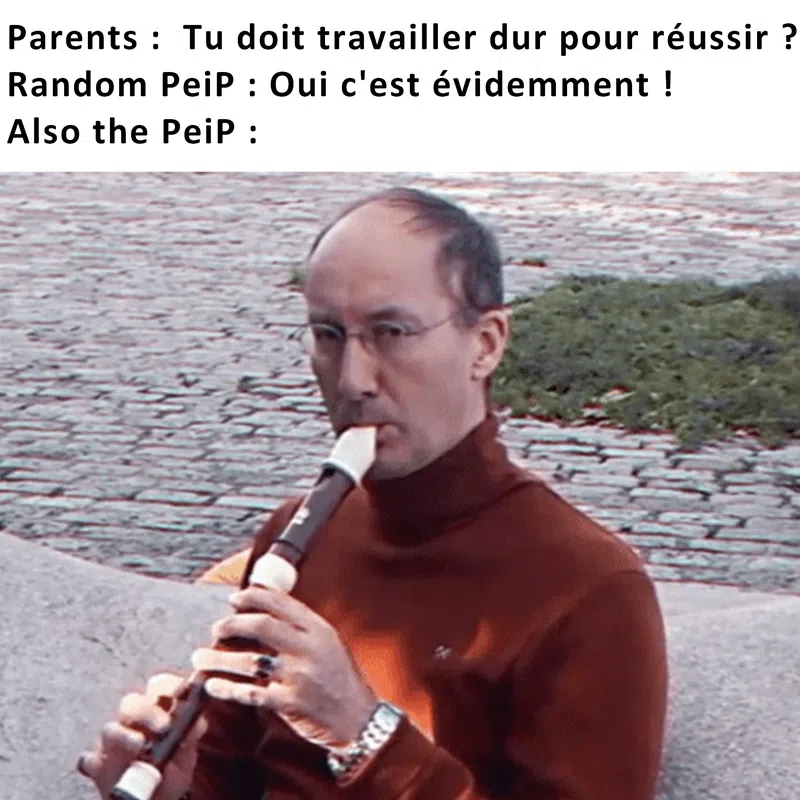 Parents : Tu doit travailler dur pour réussir ?
Random PeiP : Oui c'est évidemment !
Also the PeiP :